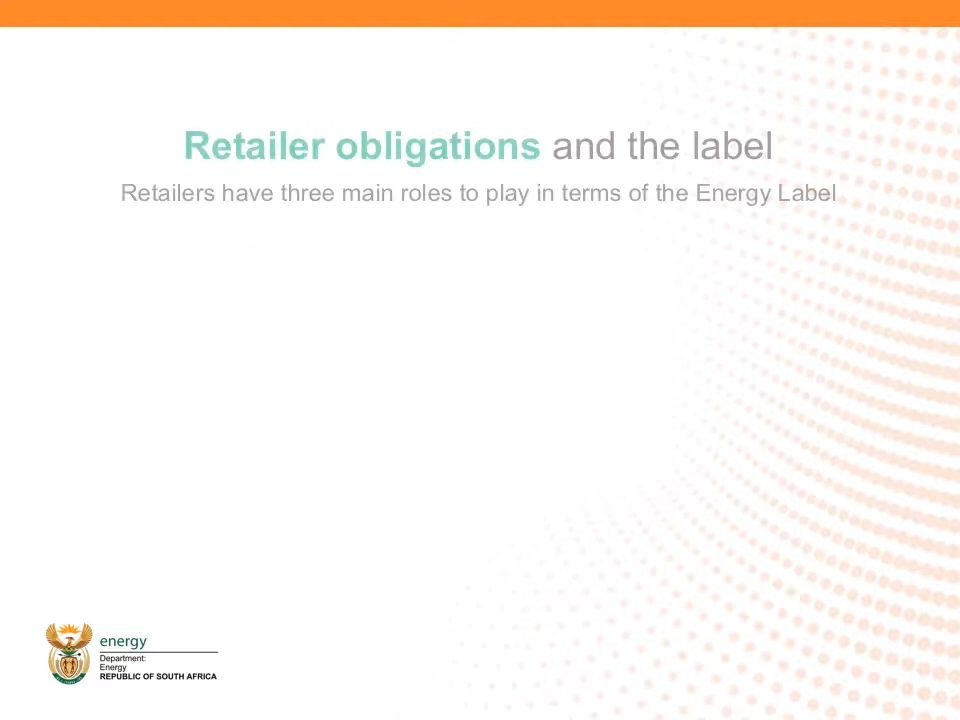 Retailer obligations and the label
Retailers have three main roles to play in terms of the Energy Label
energy
Department:
Energy
REPUBLIC OF SOUTH AFRICA